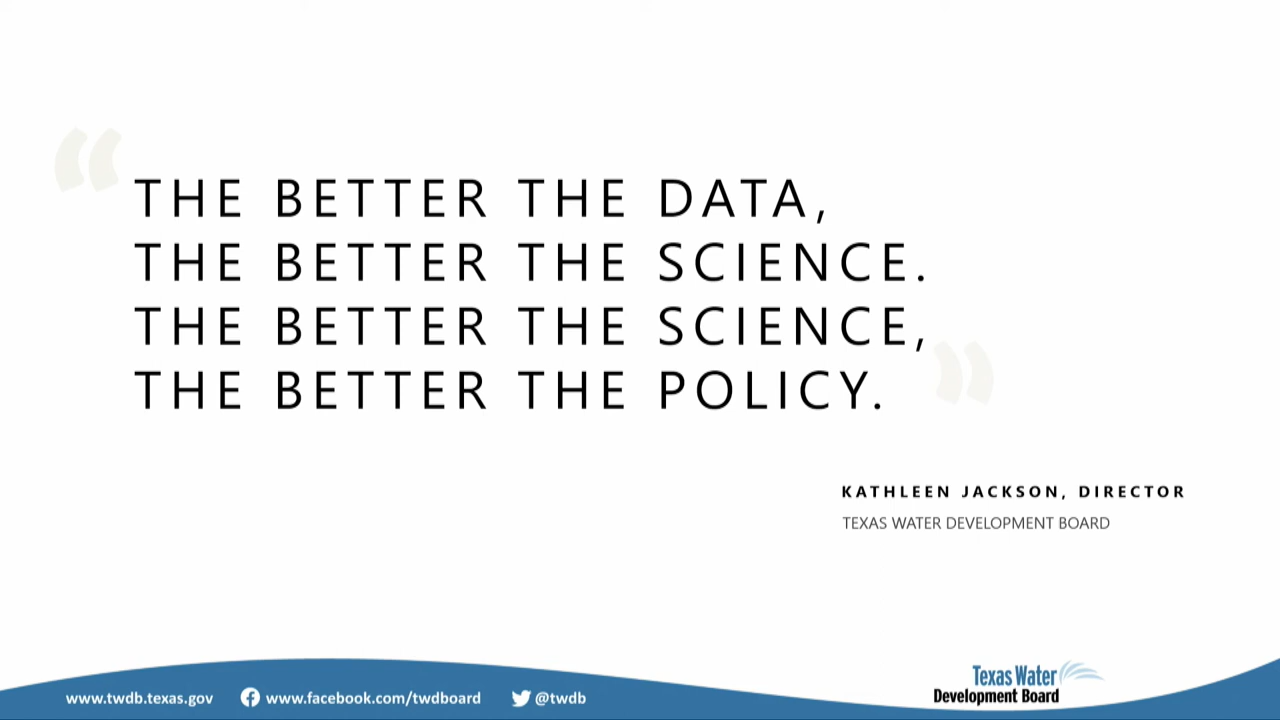 “
THE BETTER THE DATA,
THE BETTER THE SCIENCE.
THE BETTER THE SCIENCE,
THE BETTER THE POLICY.
”
KATHLEEN JACKSON, DIRECTOR
TEXAS WATER DEVELOPMENT BOARD
www.twdb.texas.gov www.facebook.com/twdboard @twdb
Texas Water
Development Board